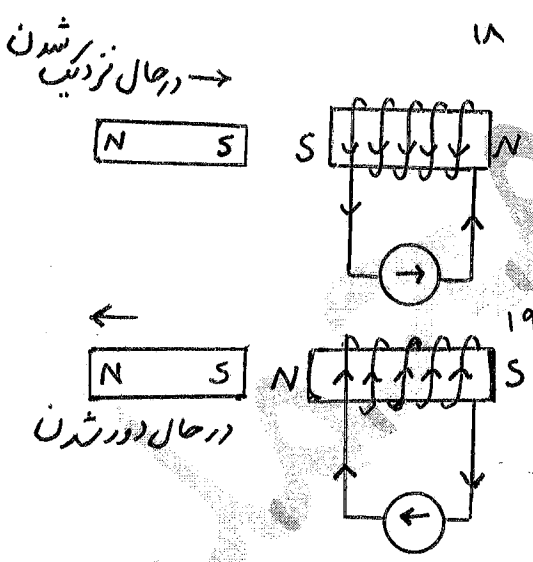 ۱۸
در حال نزدیک شدن
N S S N
۱۹
N S N S
در حال دور شدن